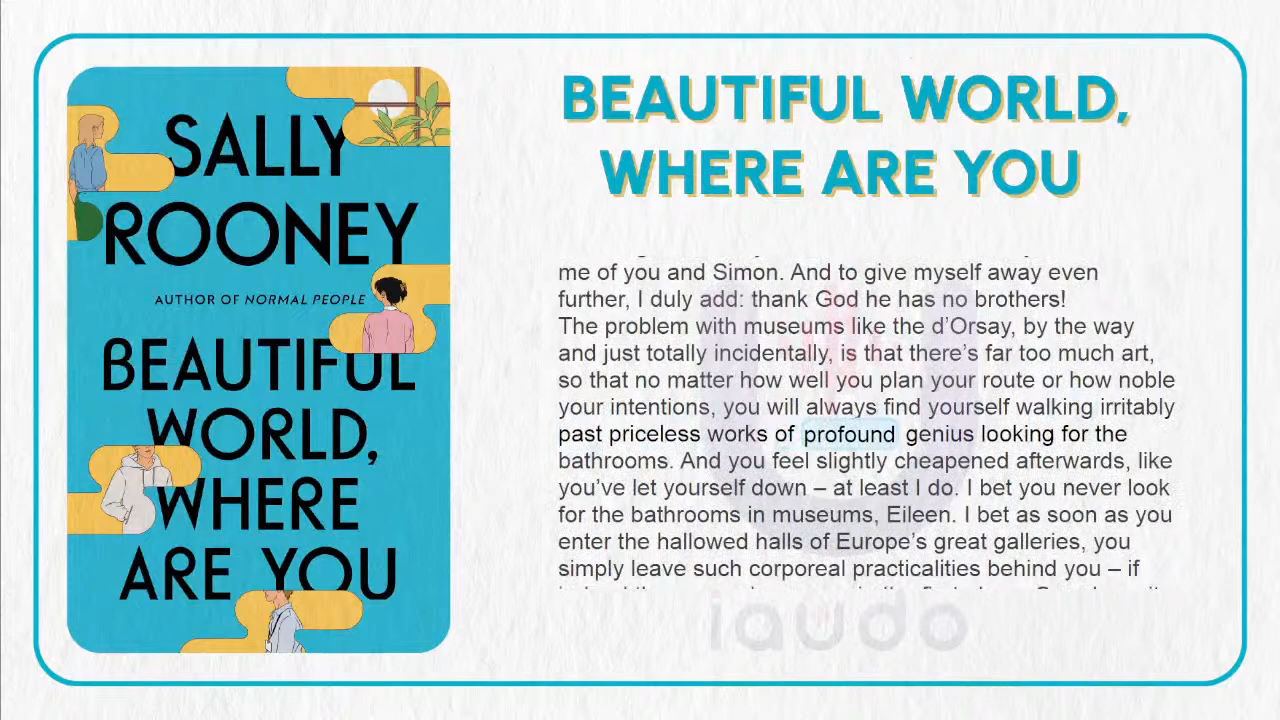 SALLY
ROONEY
AUTHOR OF NORMAL PEOPLE
BEAUTIFUL
WORLD,
WHERE
ARE YOU
BEAUTIFUL WORLD,
WHERE ARE YOU
me of you and Simon. And to give myself away even
further, I duly add: thank God he has no brothers!
The problem with museums like the d’Orsay, by the way
and just totally incidentally, is that there’s far too much art,
so that no matter how well you plan your route or how noble
your intentions, you will always find yourself walking irritably
past priceless works of profound genius looking for the
bathrooms. And you feel slightly cheapened afterwards, like
you’ve let yourself down – at least I do. I bet you never look
for the bathrooms in museums, Eileen. I bet as soon as you
enter the hallowed halls of Europe’s great galleries, you
simply leave such corporeal practicalities behind you – if
iaudo